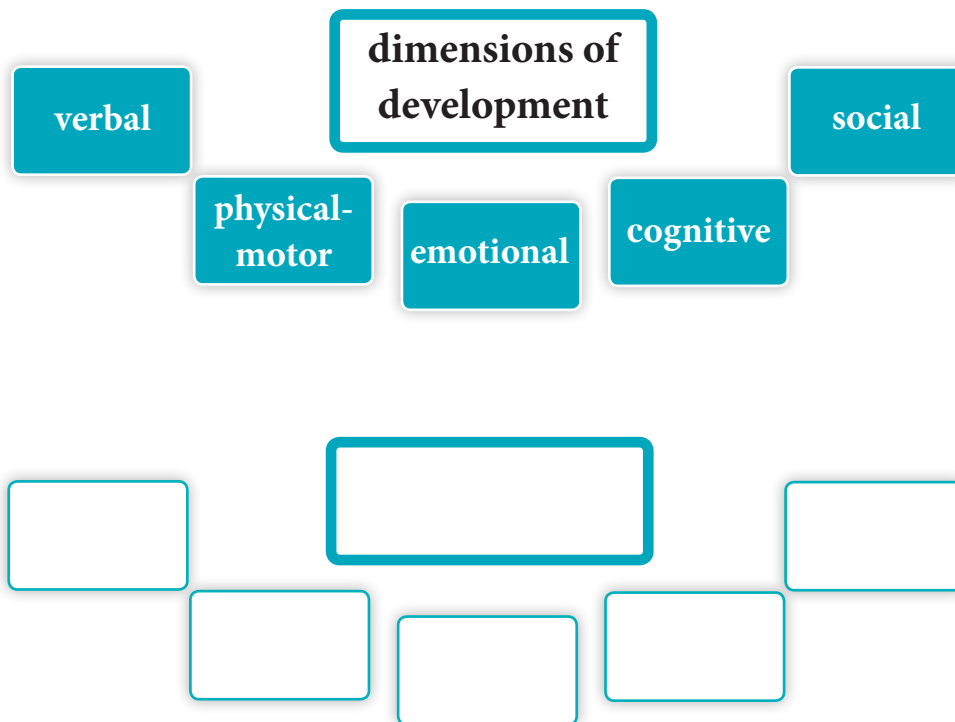 dimensions of
development
verbal
physical-
motor
emotional
cognitive
social